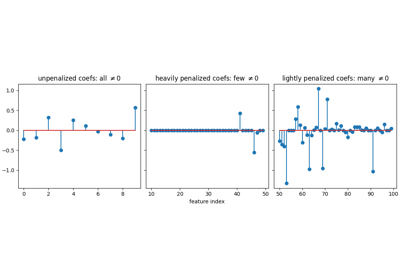 unpenalized coefs: all ≠0
heavily penalized coefs: few ≠0
lightly penalized coefs: many ≠0
1.0
0.5
0.0
−0.5
−1.0
0 2 4 6 8
10 20 30 40 50
50 60 70 80 90 100
feature index